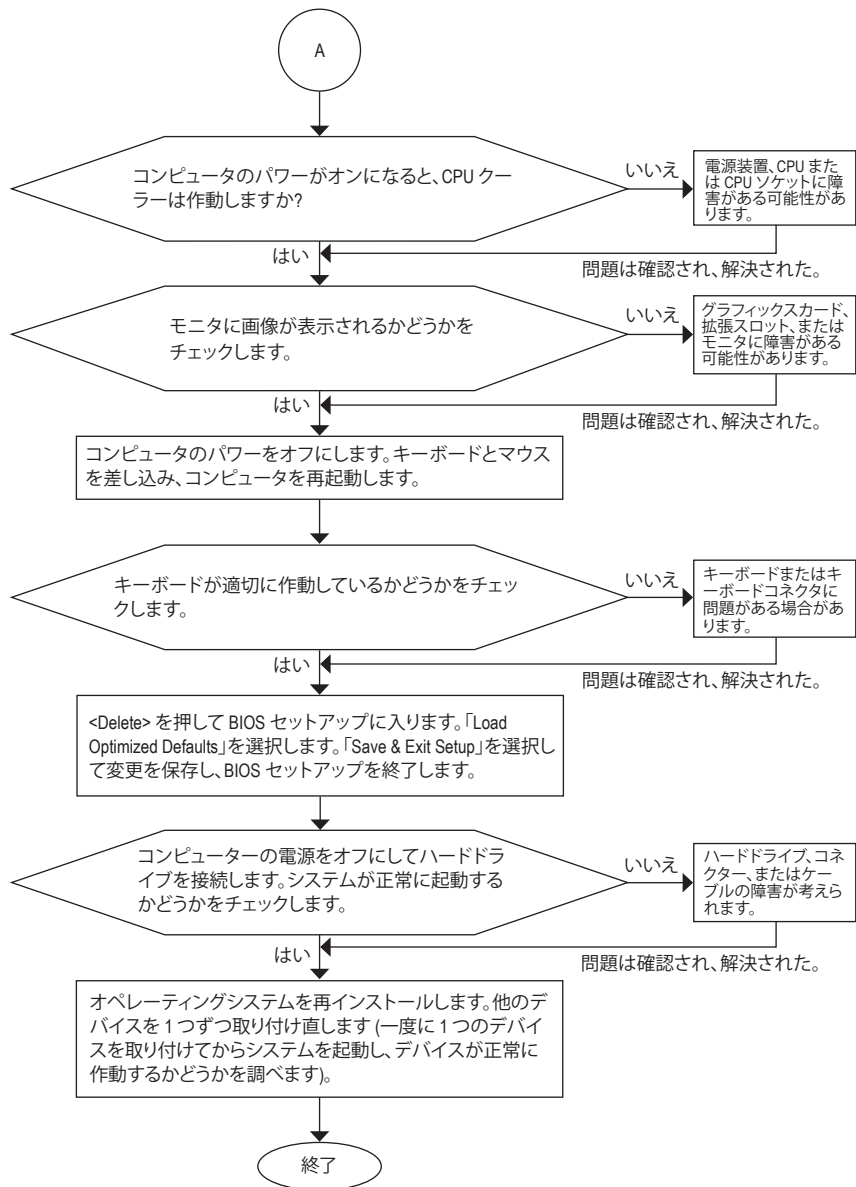 A
コンピュータのパワーがオンになると、CPU クー
ラーは作動しますか?
いいえ
電源装置、CPU また
は CPU ソケットに障
害がある可能性があ
ります。
はい
問題は確認され、解決された。
モニタに画像が表示されるかどうかを
チェックします。
いいえ
グラフィックスカード、
拡張スロット、または
モニタに障害がある
可能性があります。
はい
問題は確認され、解決された。
コンピュータのパワーをオフにします。キーボードとマウス
を差し込み、コンピュータを再起動します。
キーボードが適切に作動しているかどうかをチェッ
クします。
いいえ
キーボードまたはキ
ーボードコネクタに
問題がある場合があ
ります。
はい
問題は確認され、解決された。
<Delete> を押して BIOS セットアップに入ります。「Load
Optimized Defaults」を選択します。「Save & Exit Setup」を選択し
て変更を保存し、BIOS セットアップを終了します。
コンピューターの電源をオフにしてハードドラ
イブを接続します。システムが正常に起動する
かどうかをチェックします。
いいえ
ハードドライブ、コネ
クター、またはケー
ブルの障害が考えら
れます。
はい
問題は確認され、解決された。
オペレーティングシステムを再インストールします。他のデ
バイスを 1 つずつ取り付け直します (一度に 1 つのデバイ
スを取り付けてからシステムを起動し、デバイスが正常に
作動するかどうかを調べます)。
終了